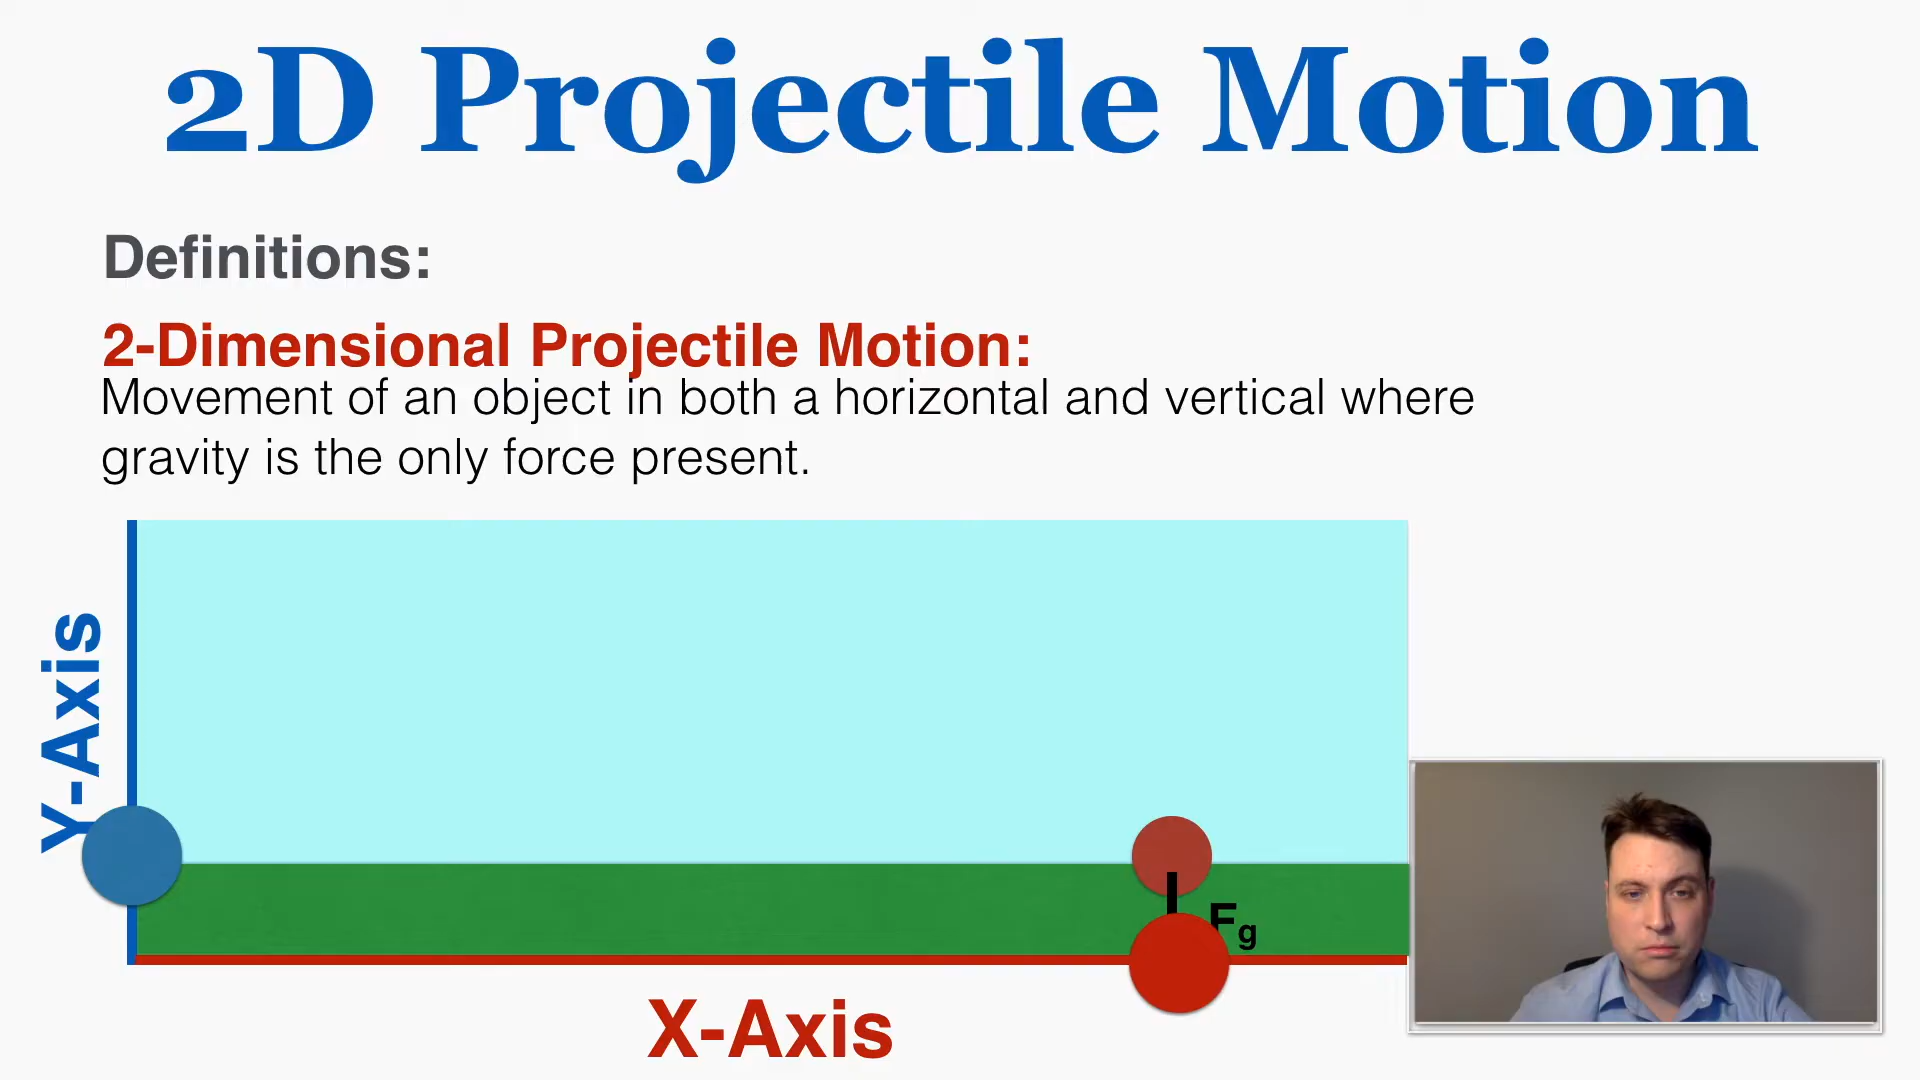 2D Projectile Motion
Definitions:
2-Dimensional Projectile Motion:
Movement of an object in both a horizontal and vertical where
gravity is the only force present.
Y-Axis
Fg
X-Axis